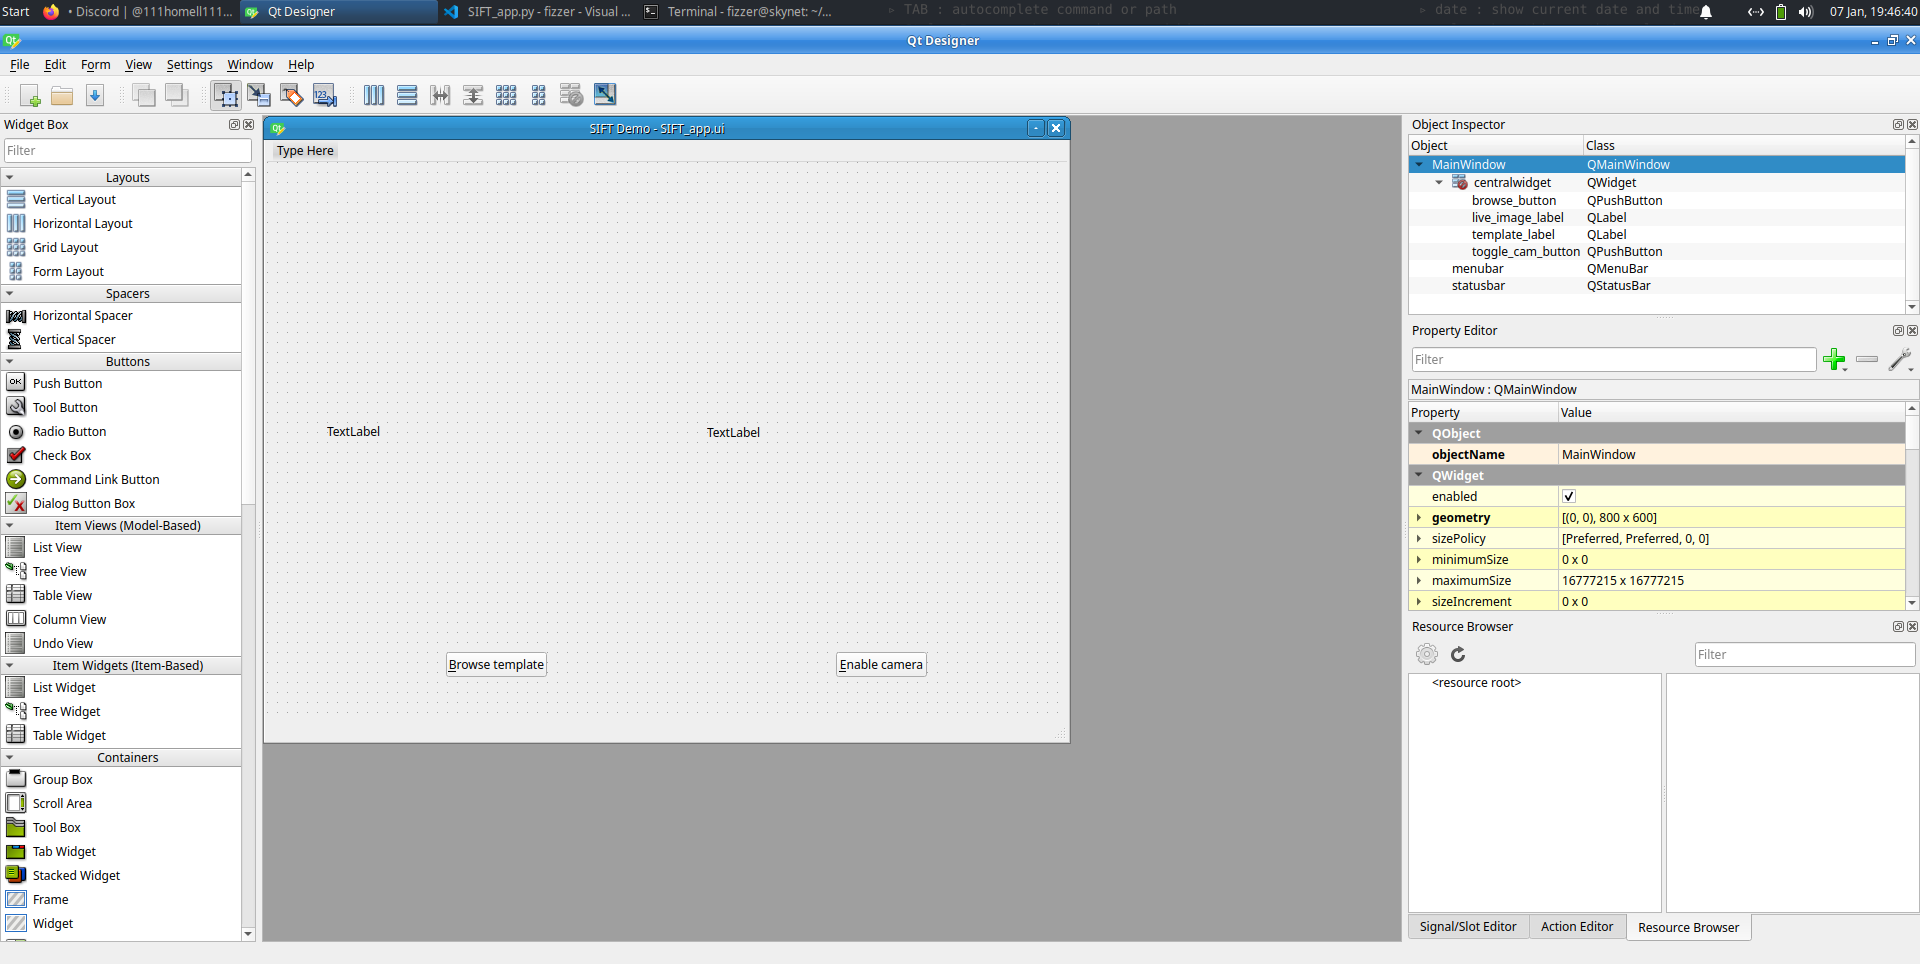 Start
• Discord | @111homell111...
Qt Designer
SIFT_app.py - fizzer - Visual ...
Terminal - fizzer@skynet: ~/...
▹ TAB : autocomplete command or path
▹ date : show current date and time
07 Jan, 19:46:40
Qt Designer
File Edit Form View Settings Window Help
Widget Box
Filter
Layouts
Vertical Layout
Horizontal Layout
Grid Layout
Form Layout
Spacers
Horizontal Spacer
Vertical Spacer
Buttons
Push Button
Tool Button
Radio Button
Check Box
Command Link Button
Dialog Button Box
Item Views (Model-Based)
List View
Tree View
Table View
Column View
Undo View
Item Widgets (Item-Based)
List Widget
Tree Widget
Table Widget
Containers
Group Box
Scroll Area
Tool Box
Tab Widget
Stacked Widget
Frame
Widget
SIFT Demo - SIFT_app.ui
Type Here
TextLabel
TextLabel
Browse template
Enable camera
Object Inspector
Object Class
MainWindow QMainWindow
centralwidget QWidget
browse_button QPushButton
live_image_label QLabel
template_label QLabel
toggle_cam_button QPushButton
menubar QMenuBar
statusbar QStatusBar
Property Editor
Filter
MainWindow : QMainWindow
Property Value
QObject
objectName MainWindow
QWidget
enabled
geometry [(0, 0), 800 x 600]
sizePolicy [Preferred, Preferred, 0, 0]
minimumSize 0 x 0
maximumSize 16777215 x 16777215
sizeIncrement 0 x 0
Resource Browser
Filter
<resource root>
Signal/Slot Editor
Action Editor
Resource Browser